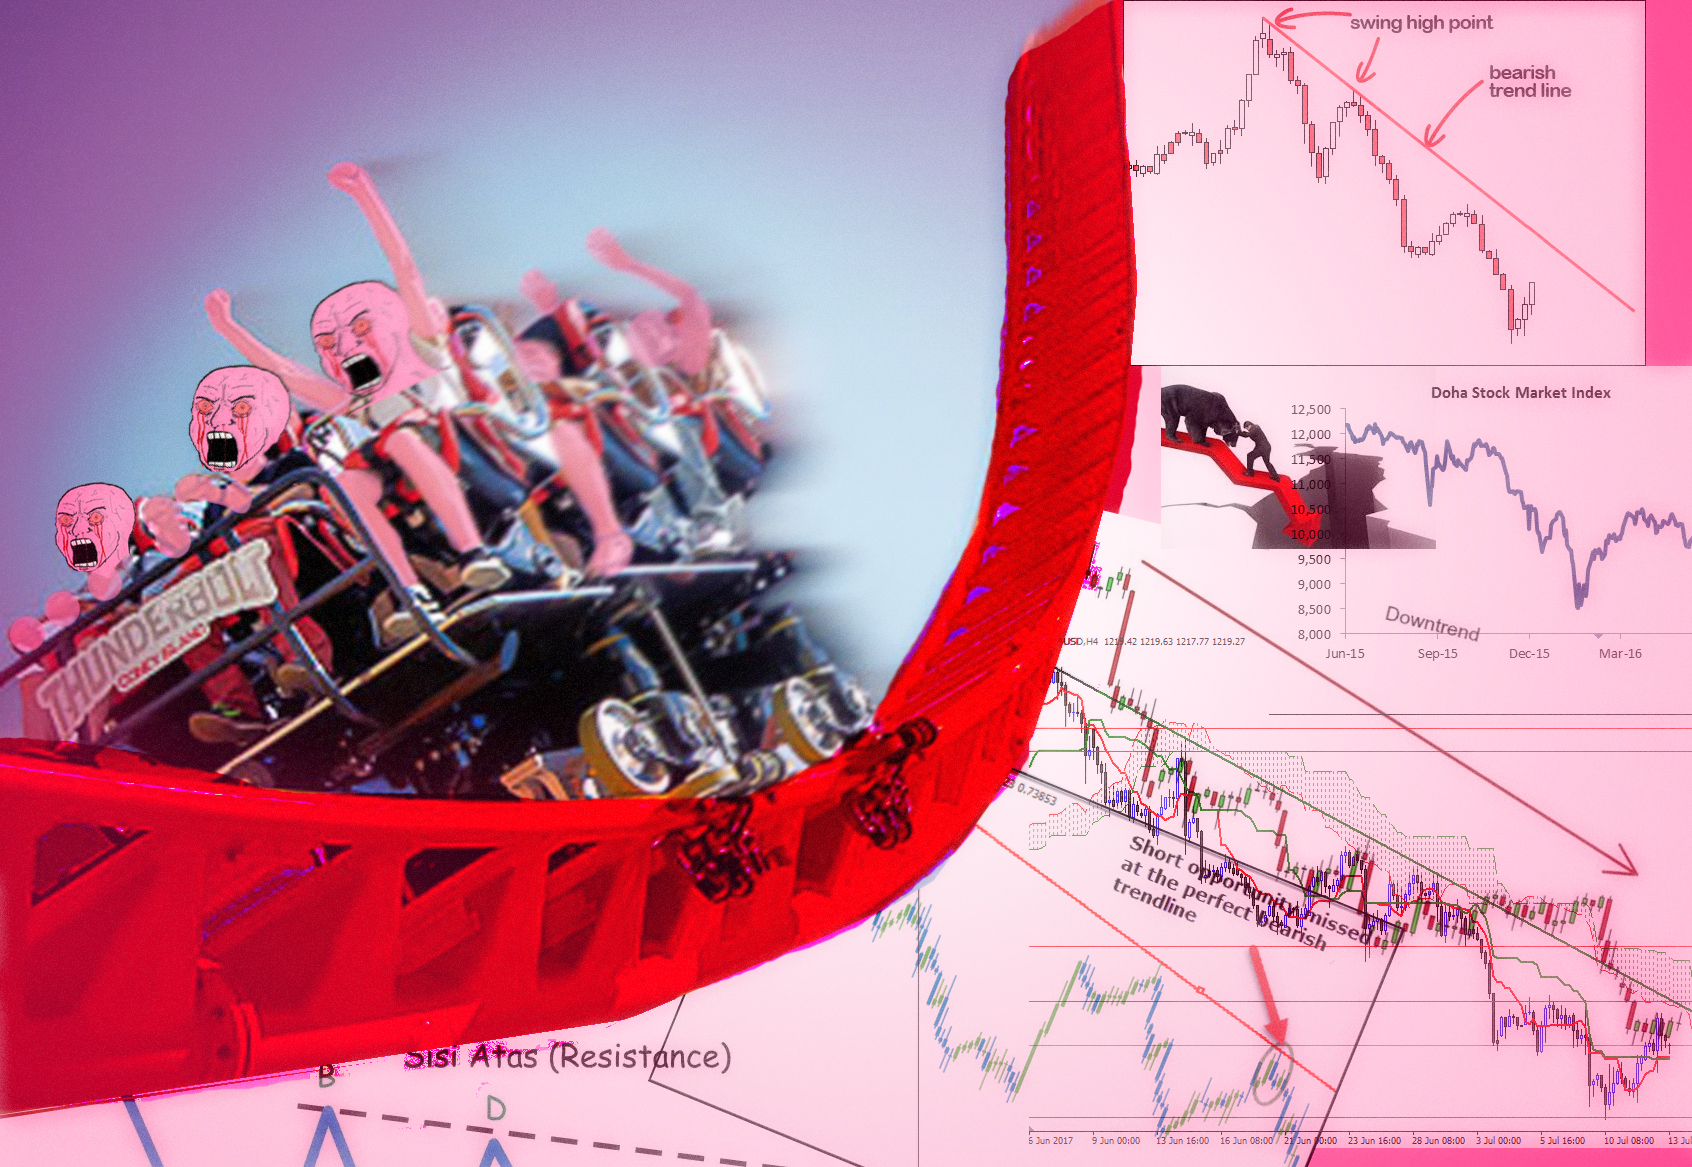 swing high point
bearish
trend line
Doha Stock Market Index
12,500
12,000
11,500
11,000
10,500
10,000
9,500
9,000
8,500
8,000
Jun-15
Sep-15
Dec-15
Mar-16
Downtrend
THUNDERBOLT
CONEY ISLAND
USD,H4 1219.42 1219.63 1217.77 1219.27
0.73853
Short opportunity missed
at the perfect bearish
trendline
Sisi Atas (Resistance)
B
D
6 Jun 2017
9 Jun 00:00
13 Jun 16:00
16 Jun 08:00
21 Jun 00:00
23 Jun 16:00
28 Jun 08:00
3 Jul 00:00
5 Jul 16:00
10 Jul 08:00
13 Jul